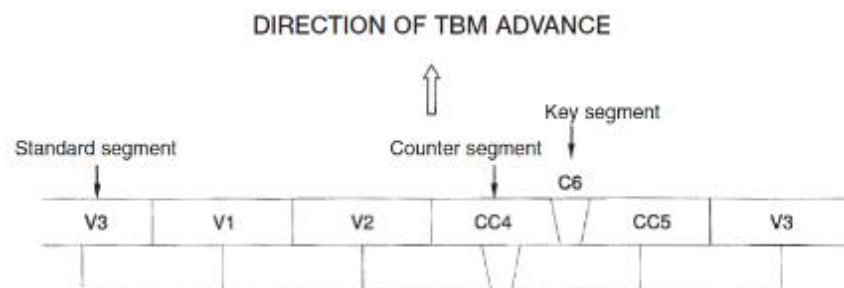 DIRECTION OF TBM ADVANCE
Key segment
Standard segment
Counter segment
C6
V3 V1 V2 CC4 CC5 V3